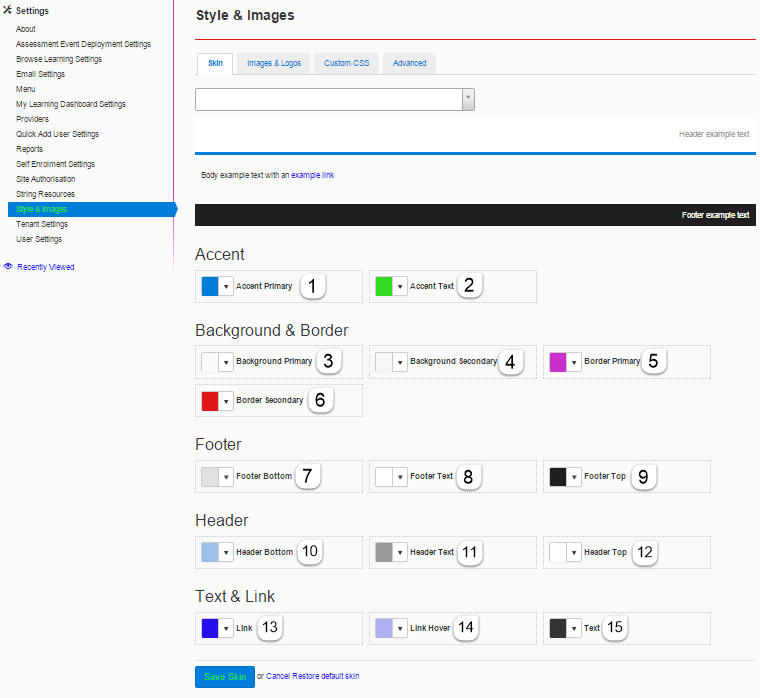 Settings
About
Assessment Event Deployment Settings
Browse Learning Settings
Email Settings
Menu
My Learning Dashboard Settings
Providers
Quick Add User Settings
Reports
Self Enrolment Settings
Site Authorisation
String Resources
Style & Images
Tenant Settings
User Settings
Recently Viewed
Style & Images
Skin Images & Logos Custom CSS Advanced
Header example text
Body example text with an example link
Footer example text
Accent
Accent Primary 1 Accent Text 2
Background & Border
Background Primary 3 Background Secondary 4 Border Primary 5
Border Secondary 6
Footer
Footer Bottom 7 Footer Text 8 Footer Top 9
Header
Header Bottom 10 Header Text 11 Header Top 12
Text & Link
Link 13 Link Hover 14 Text 15
Save Skin or Cancel Restore default skin